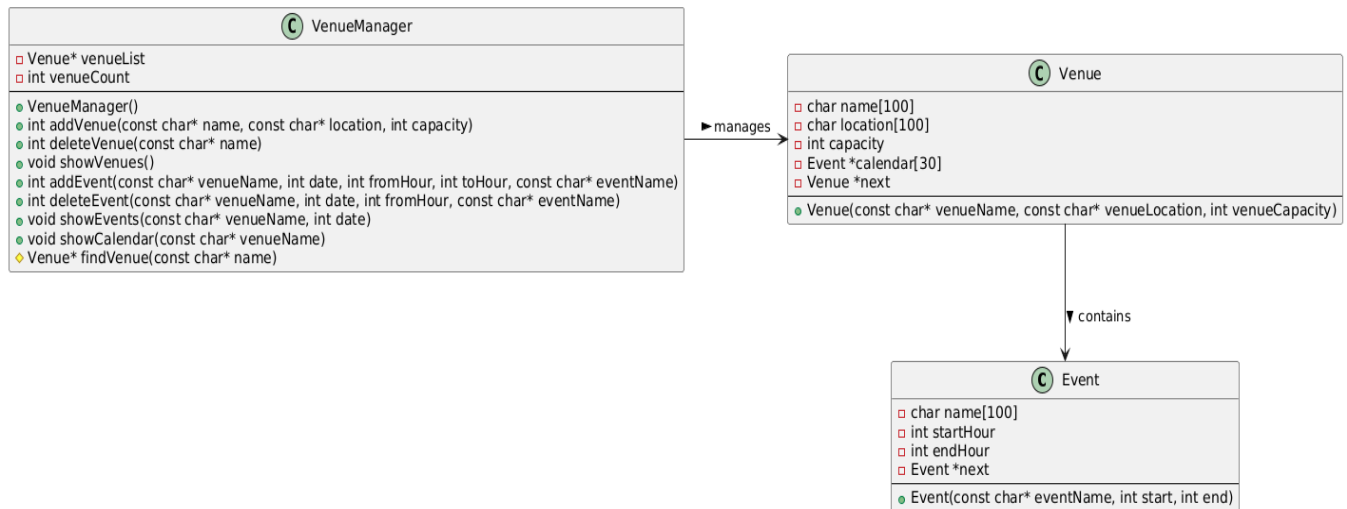 C VenueManager
Venue* venueList
int venueCount
VenueManager()
int addVenue(const char* name, const char* location, int capacity)
int deleteVenue(const char* name)
void showVenues()
int addEvent(const char* venueName, int date, int fromHour, int toHour, const char* eventName)
int deleteEvent(const char* venueName, int date, int fromHour, const char* eventName)
void showEvents(const char* venueName, int date)
void showCalendar(const char* venueName)
Venue* findVenue(const char* name)
manages
C Venue
char name[100]
char location[100]
int capacity
Event *calendar[30]
Venue *next
Venue(const char* venueName, const char* venueLocation, int venueCapacity)
contains
C Event
char name[100]
int startHour
int endHour
Event *next
Event(const char* eventName, int start, int end)